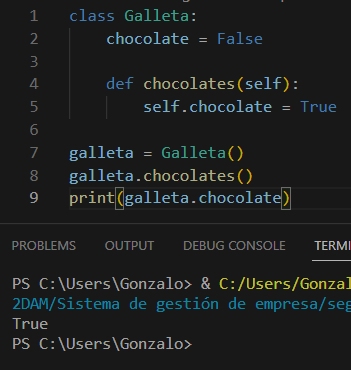 1 class Galleta:
2     chocolate = False
3
4     def chocolates(self):
5         self.chocolate = True
6
7 galleta = Galleta()
8 galleta.chocolates()
9 print(galleta.chocolate)
PROBLEMS OUTPUT DEBUG CONSOLE TERMI
PS C:\Users\Gonzalo> & C:/Users/Gonzal
2DAM/Sistema de gestión de empresa/seg
True
PS C:\Users\Gonzalo>